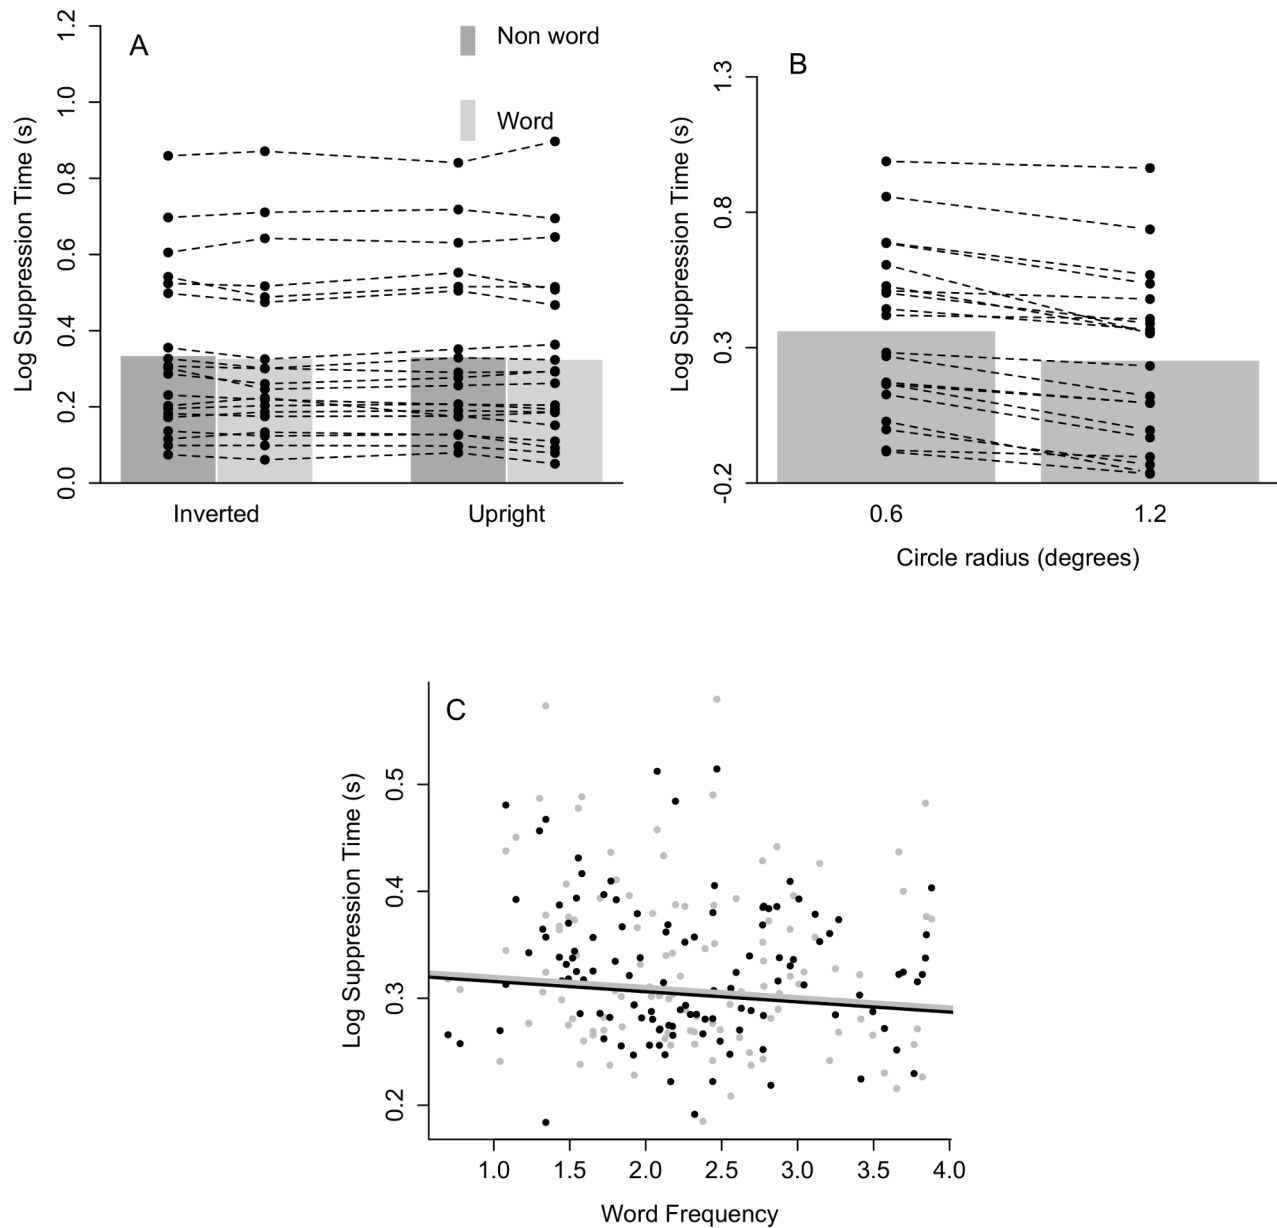 A
Non word
Word
Log Suppression Time (s)
1.2
1.0
0.8
0.6
0.4
0.2
0.0
Inverted
Upright
B
Log Suppression Time (s)
1.3
0.8
0.3
-0.2
0.6
1.2
Circle radius (degrees)
C
Log Suppression Time (s)
0.5
0.4
0.3
0.2
1.0 1.5 2.0 2.5 3.0 3.5 4.0
Word Frequency